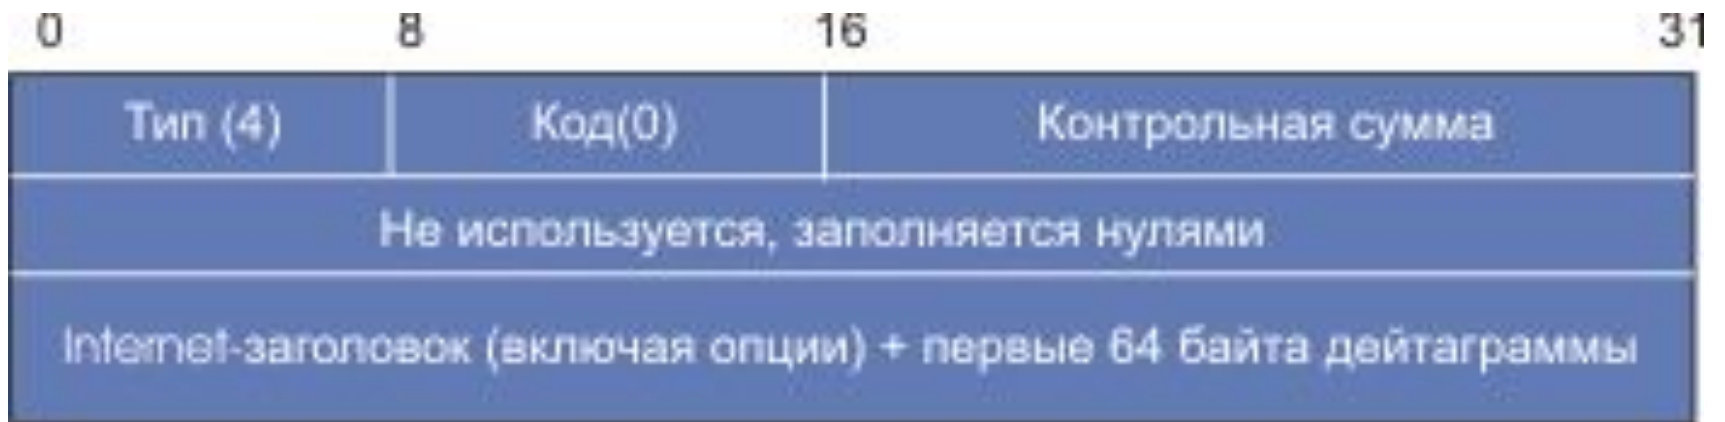 0 8 16 31
Тип (4) Код(0) Контрольная сумма
Не используется, заполняется нулями
Internet-заголовок (включая опции) + первые 64 байта дейтаграммы